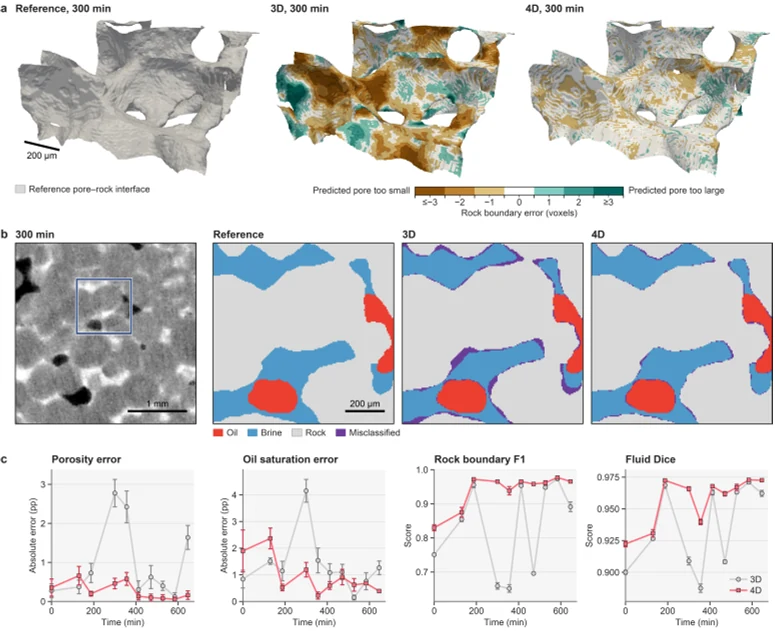 a Reference, 300 min 3D, 300 min 4D, 300 min
200 µm
Reference pore–rock interface
Predicted pore too small Predicted pore too large
≤−3 −2 −1 0 1 2 ≥3
Rock boundary error (voxels)
b 300 min Reference 3D 4D
1 mm 200 µm
Oil Brine Rock Misclassified
c Porosity error Oil saturation error Rock boundary F1 Fluid Dice
Absolute error (pp)
3
2
1
0
0 200 400 600
Time (min)
Absolute error (pp)
4
3
2
1
0
0 200 400 600
Time (min)
Score
1.0
0.9
0.8
0.7
0 200 400 600
Time (min)
Score
0.975
0.950
0.925
0.900
0 200 400 600
Time (min)
3D
4D